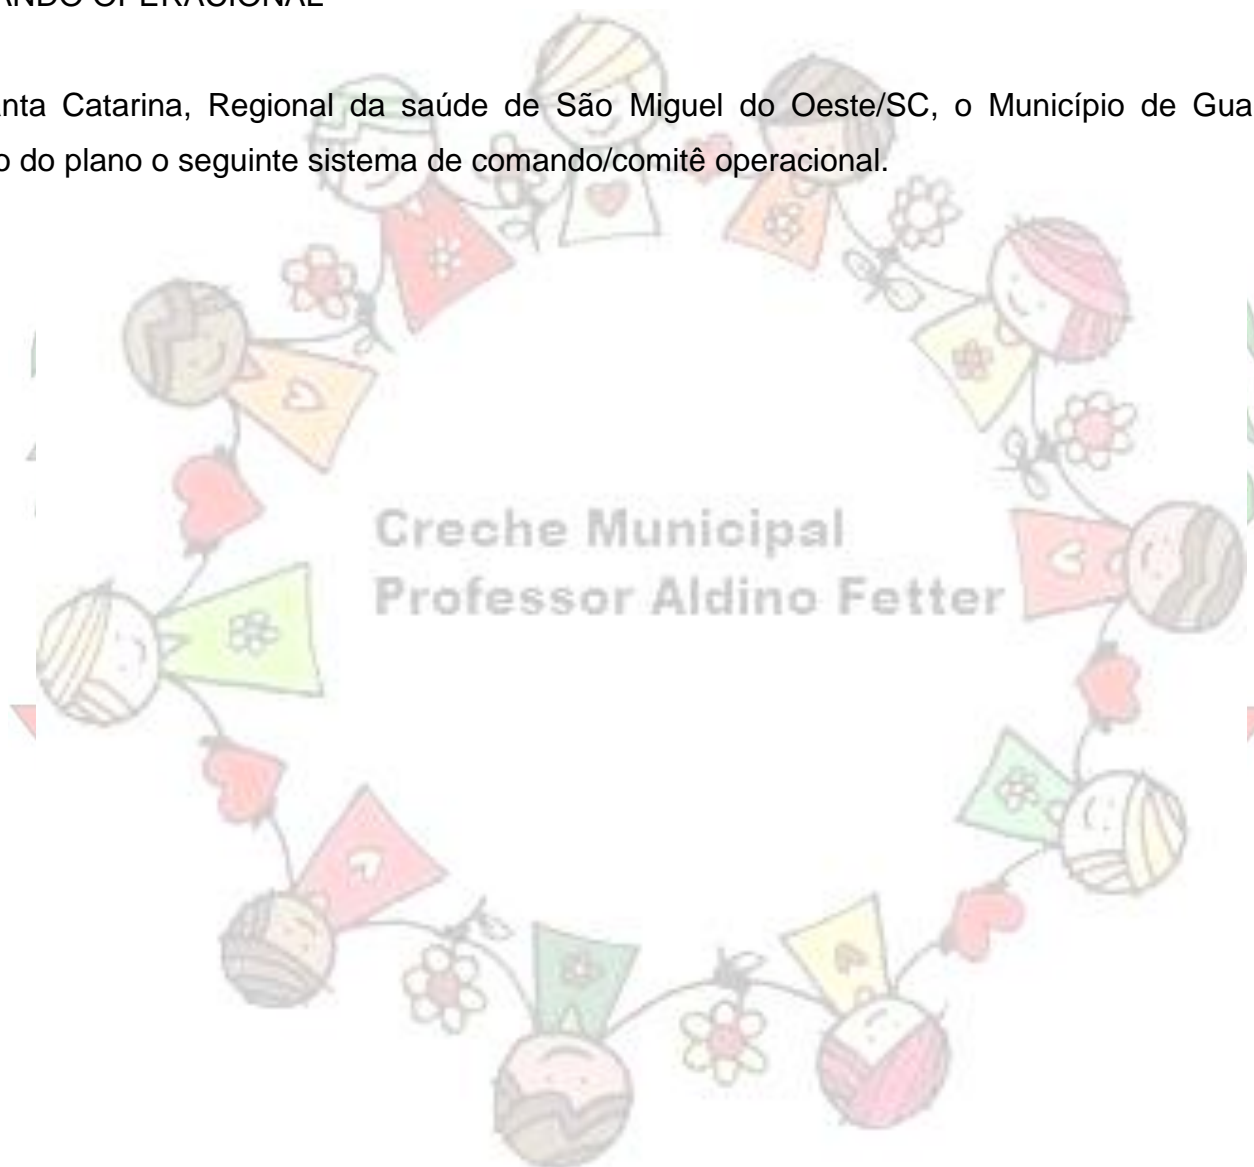 ANDO OPERACIONAL
anta Catarina, Regional da saúde de São Miguel do Oeste/SC, o Município de Gua
o do plano o seguinte sistema de comando/comitê operacional.
Creche Municipal
Professor Aldino Fetter